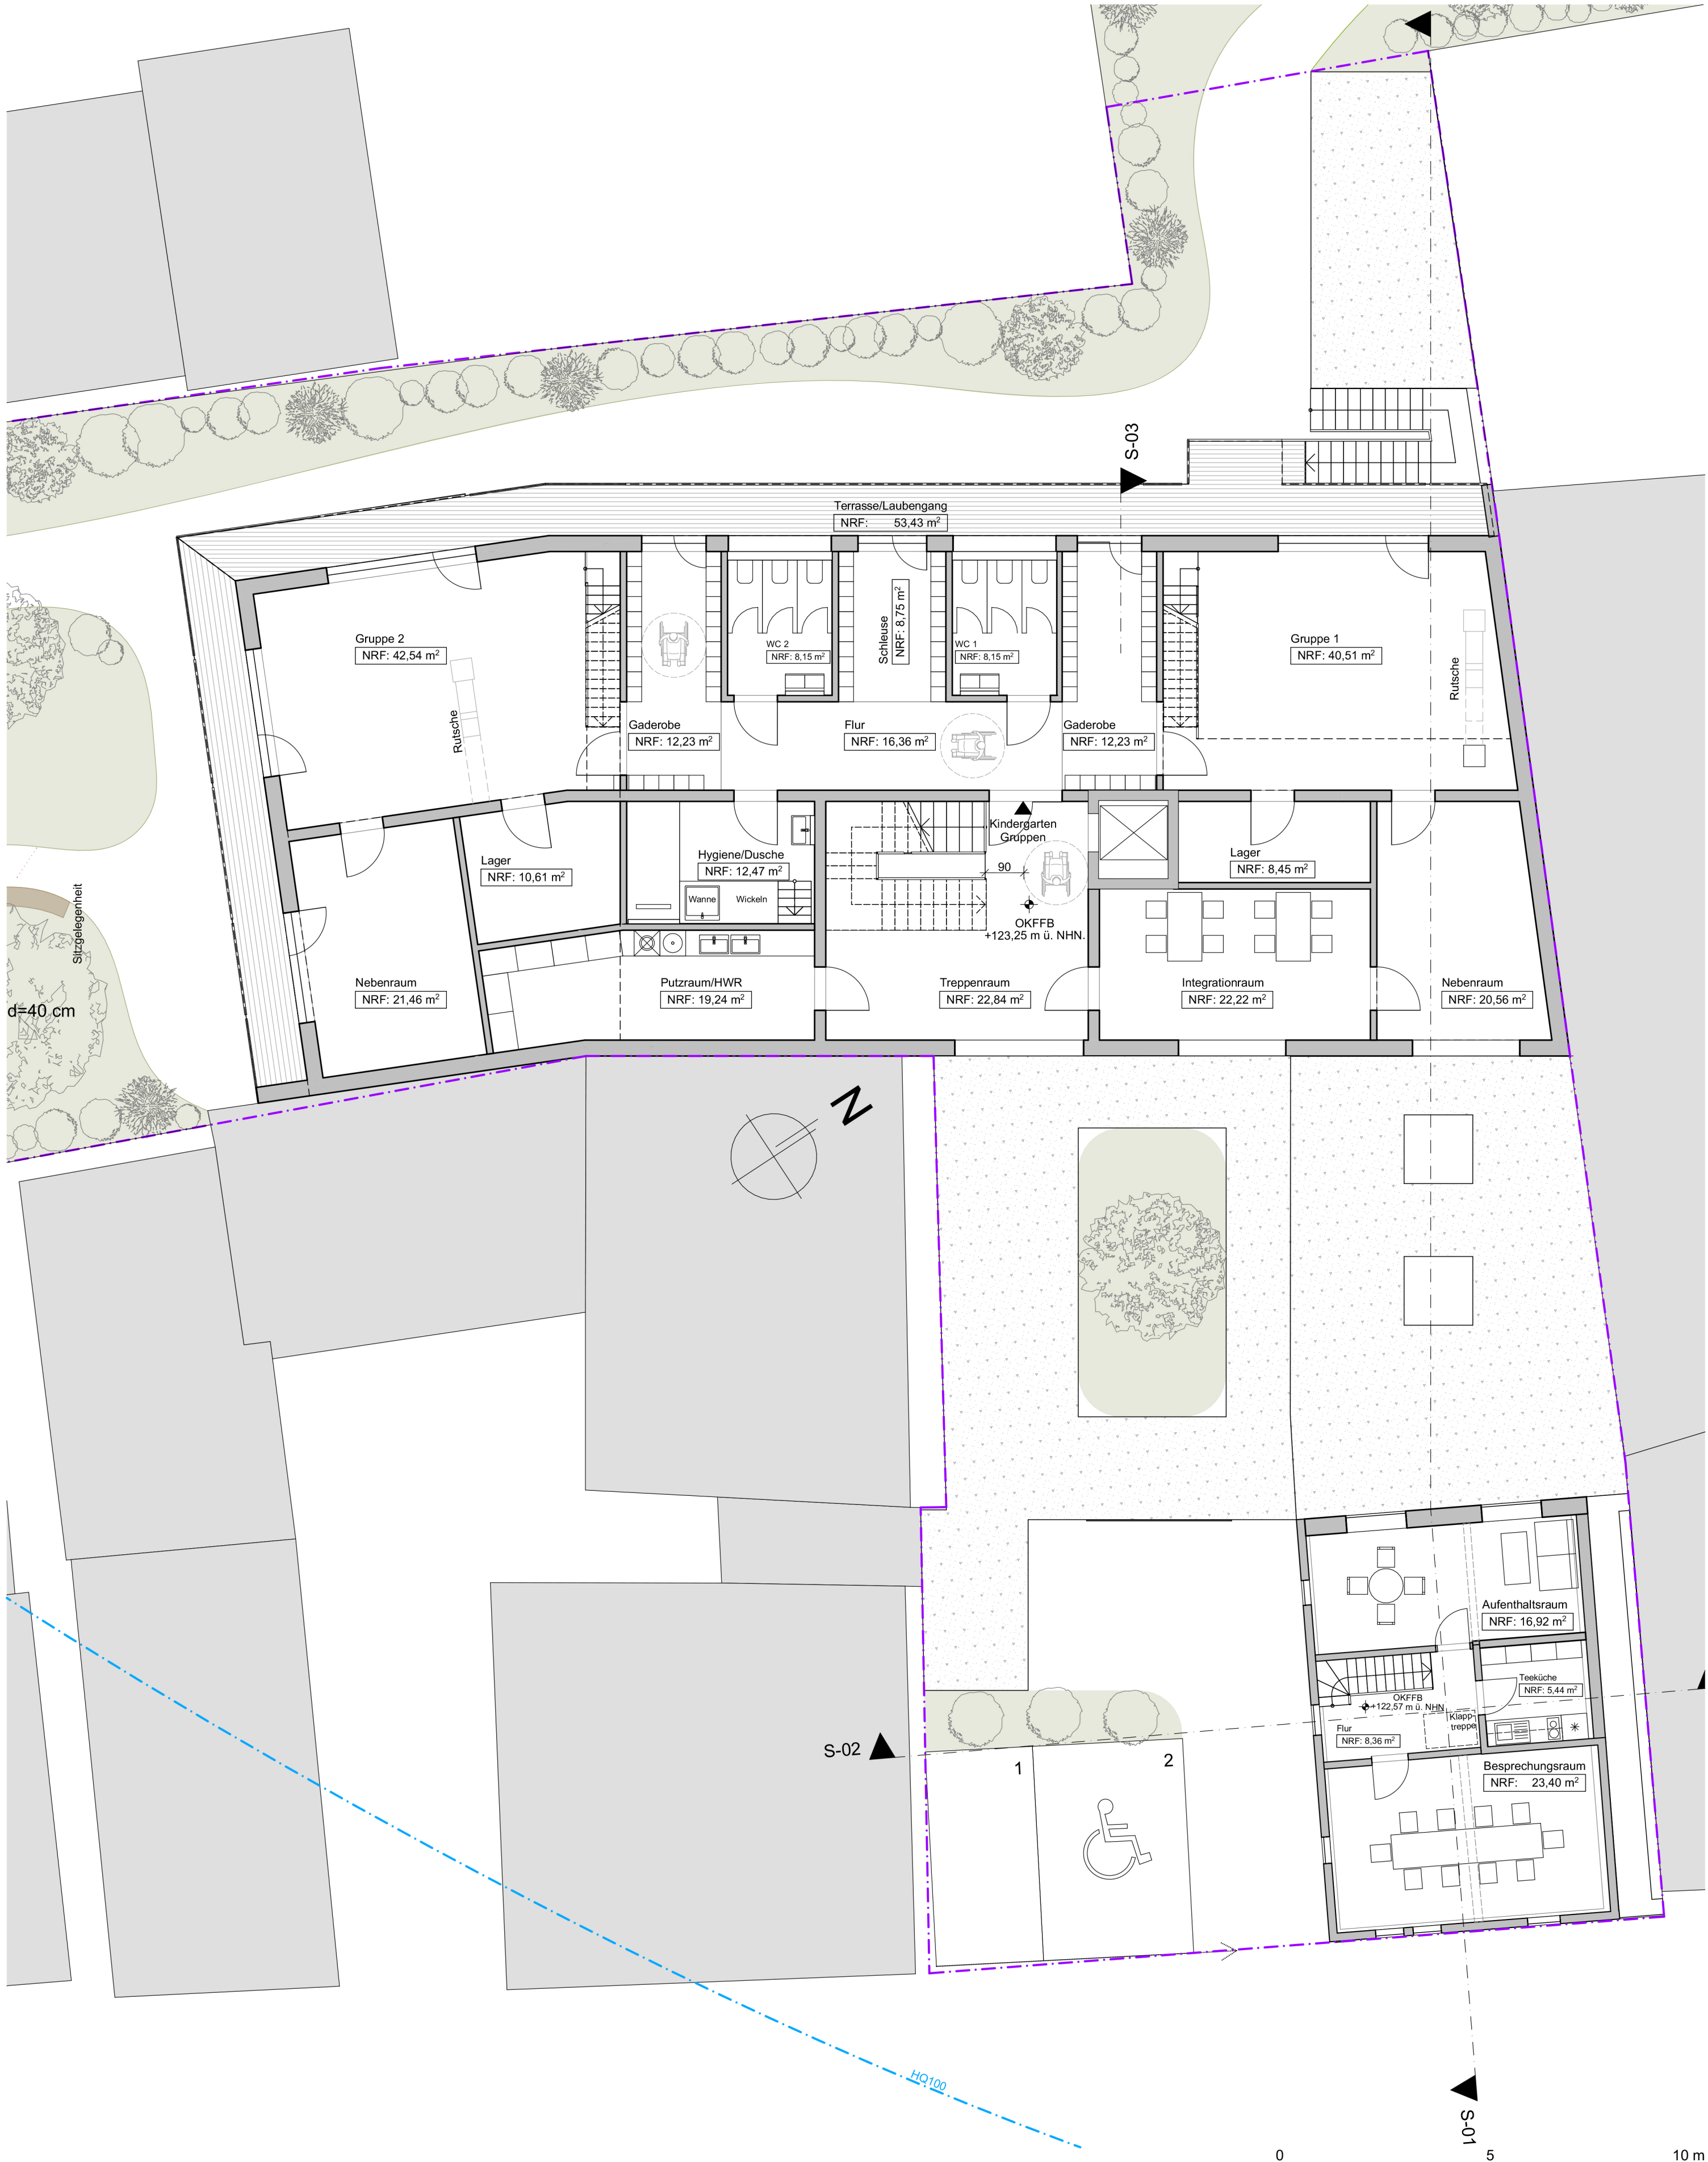 S-03
Terrasse/Laubengang
NRF: 53,43 m²
Gruppe 2
NRF: 42,54 m²
Rutsche
Gaderobe
NRF: 12,23 m²
WC 2
NRF: 8,15 m²
Schleuse
NRF: 8,75 m²
WC 1
NRF: 8,15 m²
Flur
NRF: 16,36 m²
Gaderobe
NRF: 12,23 m²
Gruppe 1
NRF: 40,51 m²
Rutsche
Lager
NRF: 10,61 m²
Hygiene/Dusche
NRF: 12,47 m²
Wanne
Wickeln
Kindergarten
Gruppen
90
OKFFB
+123,25 m ü. NHN.
Lager
NRF: 8,45 m²
Sitzgelegenheit
d=40 cm
Nebenraum
NRF: 21,46 m²
Putzraum/HWR
NRF: 19,24 m²
Treppenraum
NRF: 22,84 m²
Integrationraum
NRF: 22,22 m²
Nebenraum
NRF: 20,56 m²
N
Aufenthaltsraum
NRF: 16,92 m²
Teeküche
NRF: 5,44 m²
OKFFB
+122,57 m ü. NHN
Klapp-
treppe
Flur
NRF: 8,36 m²
S-02
1
2
Besprechungsraum
NRF: 23,40 m²
HQ100
S-01
0 5 10 m